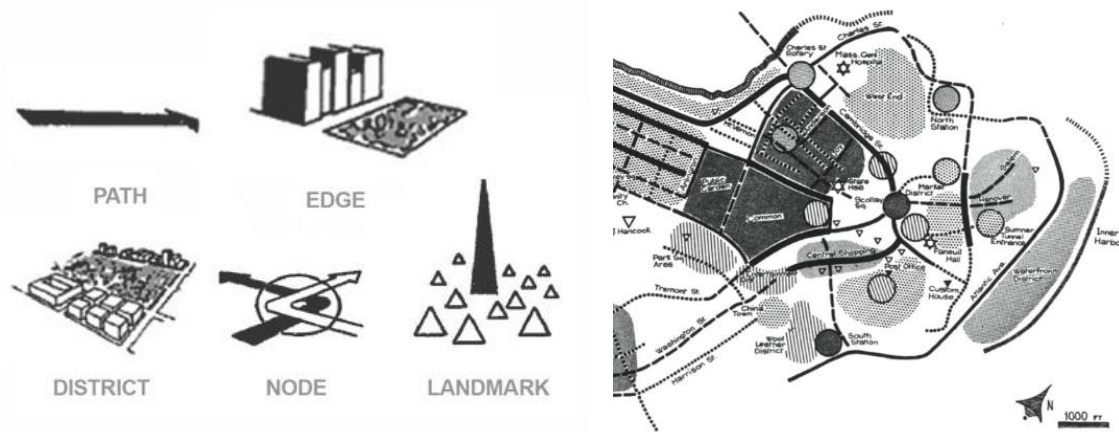 PATH
EDGE
DISTRICT
NODE
LANDMARK
Charles St.
Charles St.
Rotary
Mass. Genl
Hospital
West End
North
Station
Cambridge St.
Public
Garden
State
Hse
Scollay
Sq.
Market
District
Salem
Hanover
Common
Sumner
Tunnel
Entrance
Inner
Harbo
J. Hancock
Park Sq.
Area
Central Shopping
Faneuil
Hall
Post Office
Custom
House
Atlantic Ave.
Waterfront
District
Tremont St.
China
Town
Washington St.
Wool
Leather
District
South
Station
Harrison St.
N
1000 FT